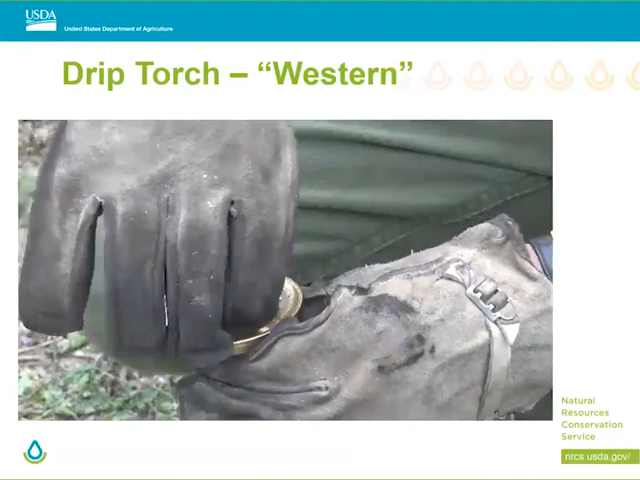 USDA
United States Department of Agriculture
Drip Torch – “Western”
Natural
Resources
Conservation
Service
nrcs.usda.gov/